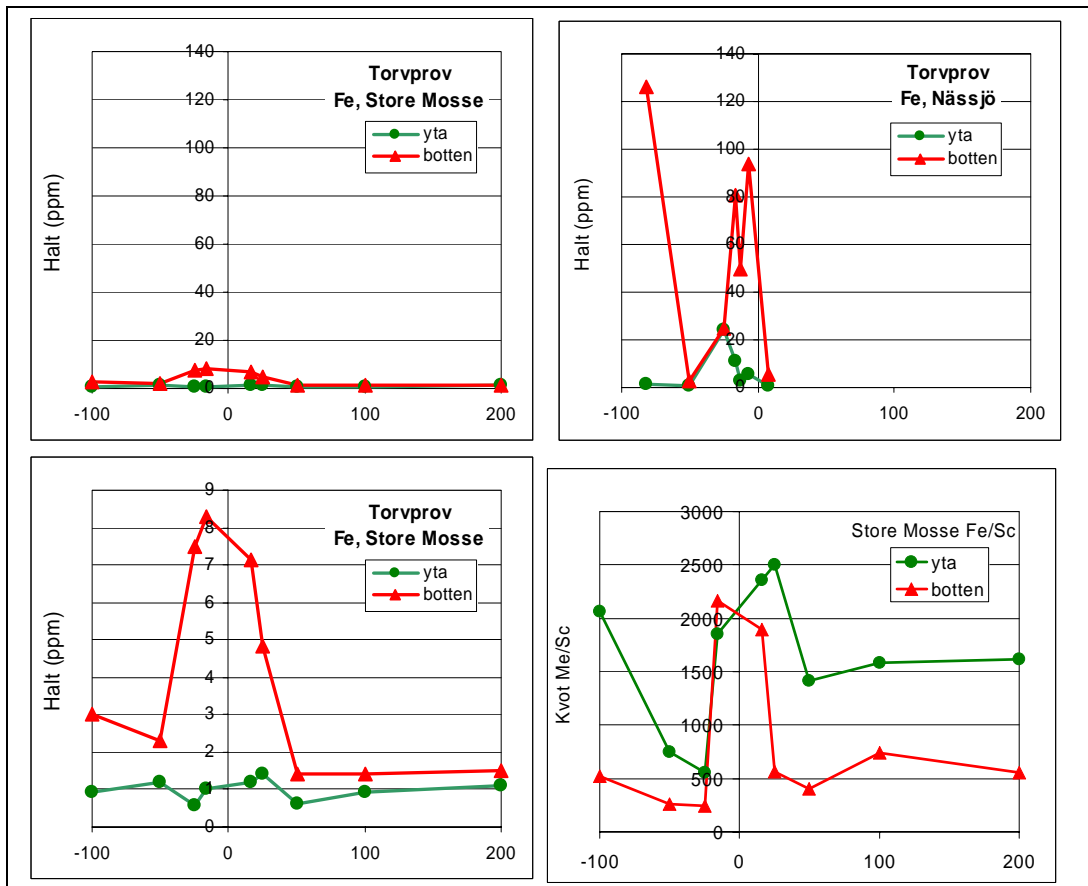 140
120
100
80
60
40
20
0
-100 0 100 200
Halt (ppm)
Torvprov
Fe, Store Mosse
yta
botten
140
120
100
80
60
40
20
0
-100 0 100 200
Halt (ppm)
Torvprov
Fe, Nässjö
yta
botten
9
8
7
6
5
4
3
2
1
0
-100 0 100 200
Halt (ppm)
Torvprov
Fe, Store Mosse
yta
botten
3000
2500
2000
1500
1000
500
0
-100 0 100 200
Kvot Me/Sc
Store Mosse Fe/Sc
yta
botten